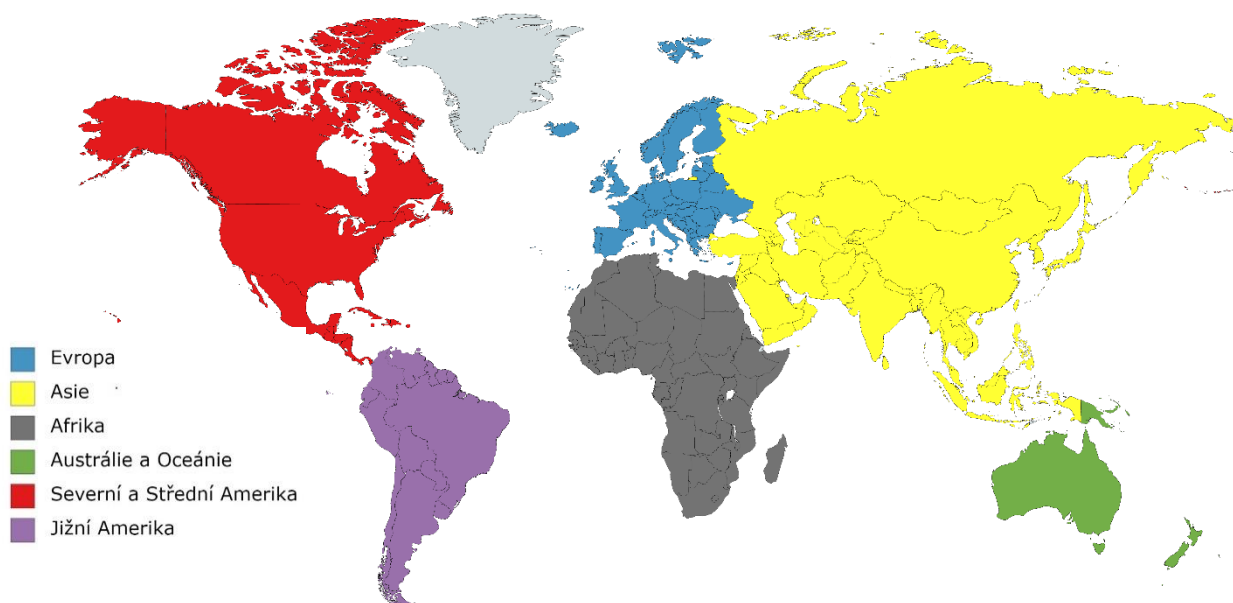 Evropa
Asie
Afrika
Austrálie a Oceánie
Severní a Střední Amerika
Jižní Amerika